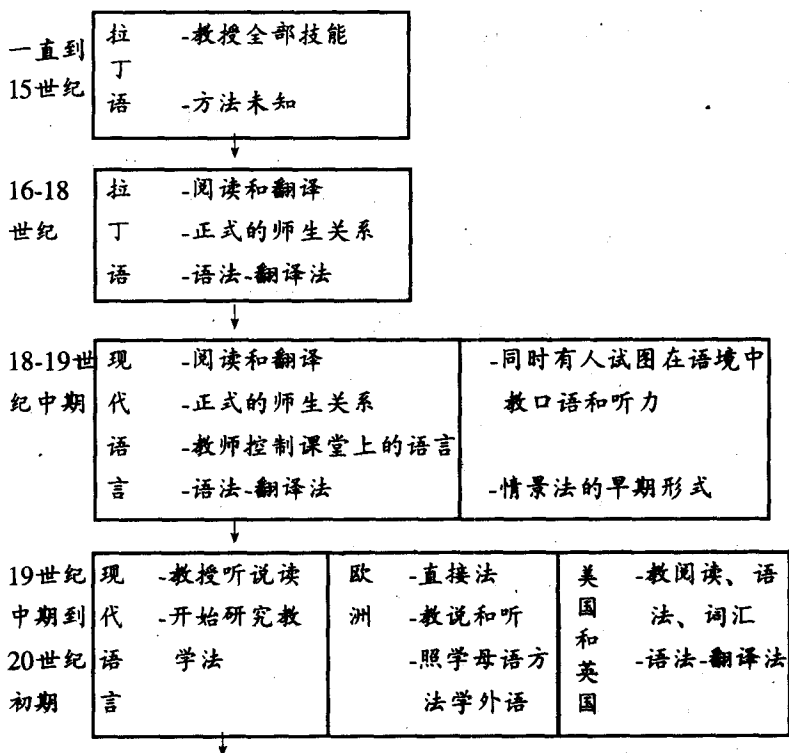 一直到
15世纪
拉
丁
语
-教授全部技能
-方法未知
16-18
世纪
拉
丁
语
-阅读和翻译
-正式的师生关系
-语法-翻译法
18-19世
纪中期
现
代
语
言
-阅读和翻译
-正式的师生关系
-教师控制课堂上的语言
-语法-翻译法
-同时有人试图在语境中
教口语和听力
-情景法的早期形式
19世纪
中期到
20世纪
初期
现
代
语
言
-教授听说读
-开始研究教
学法
欧
洲
-直接法
-教说和听
-照学母语方
法学外语
美
国
和
英
国
-教阅读、语
法、词汇
-语法-翻译法